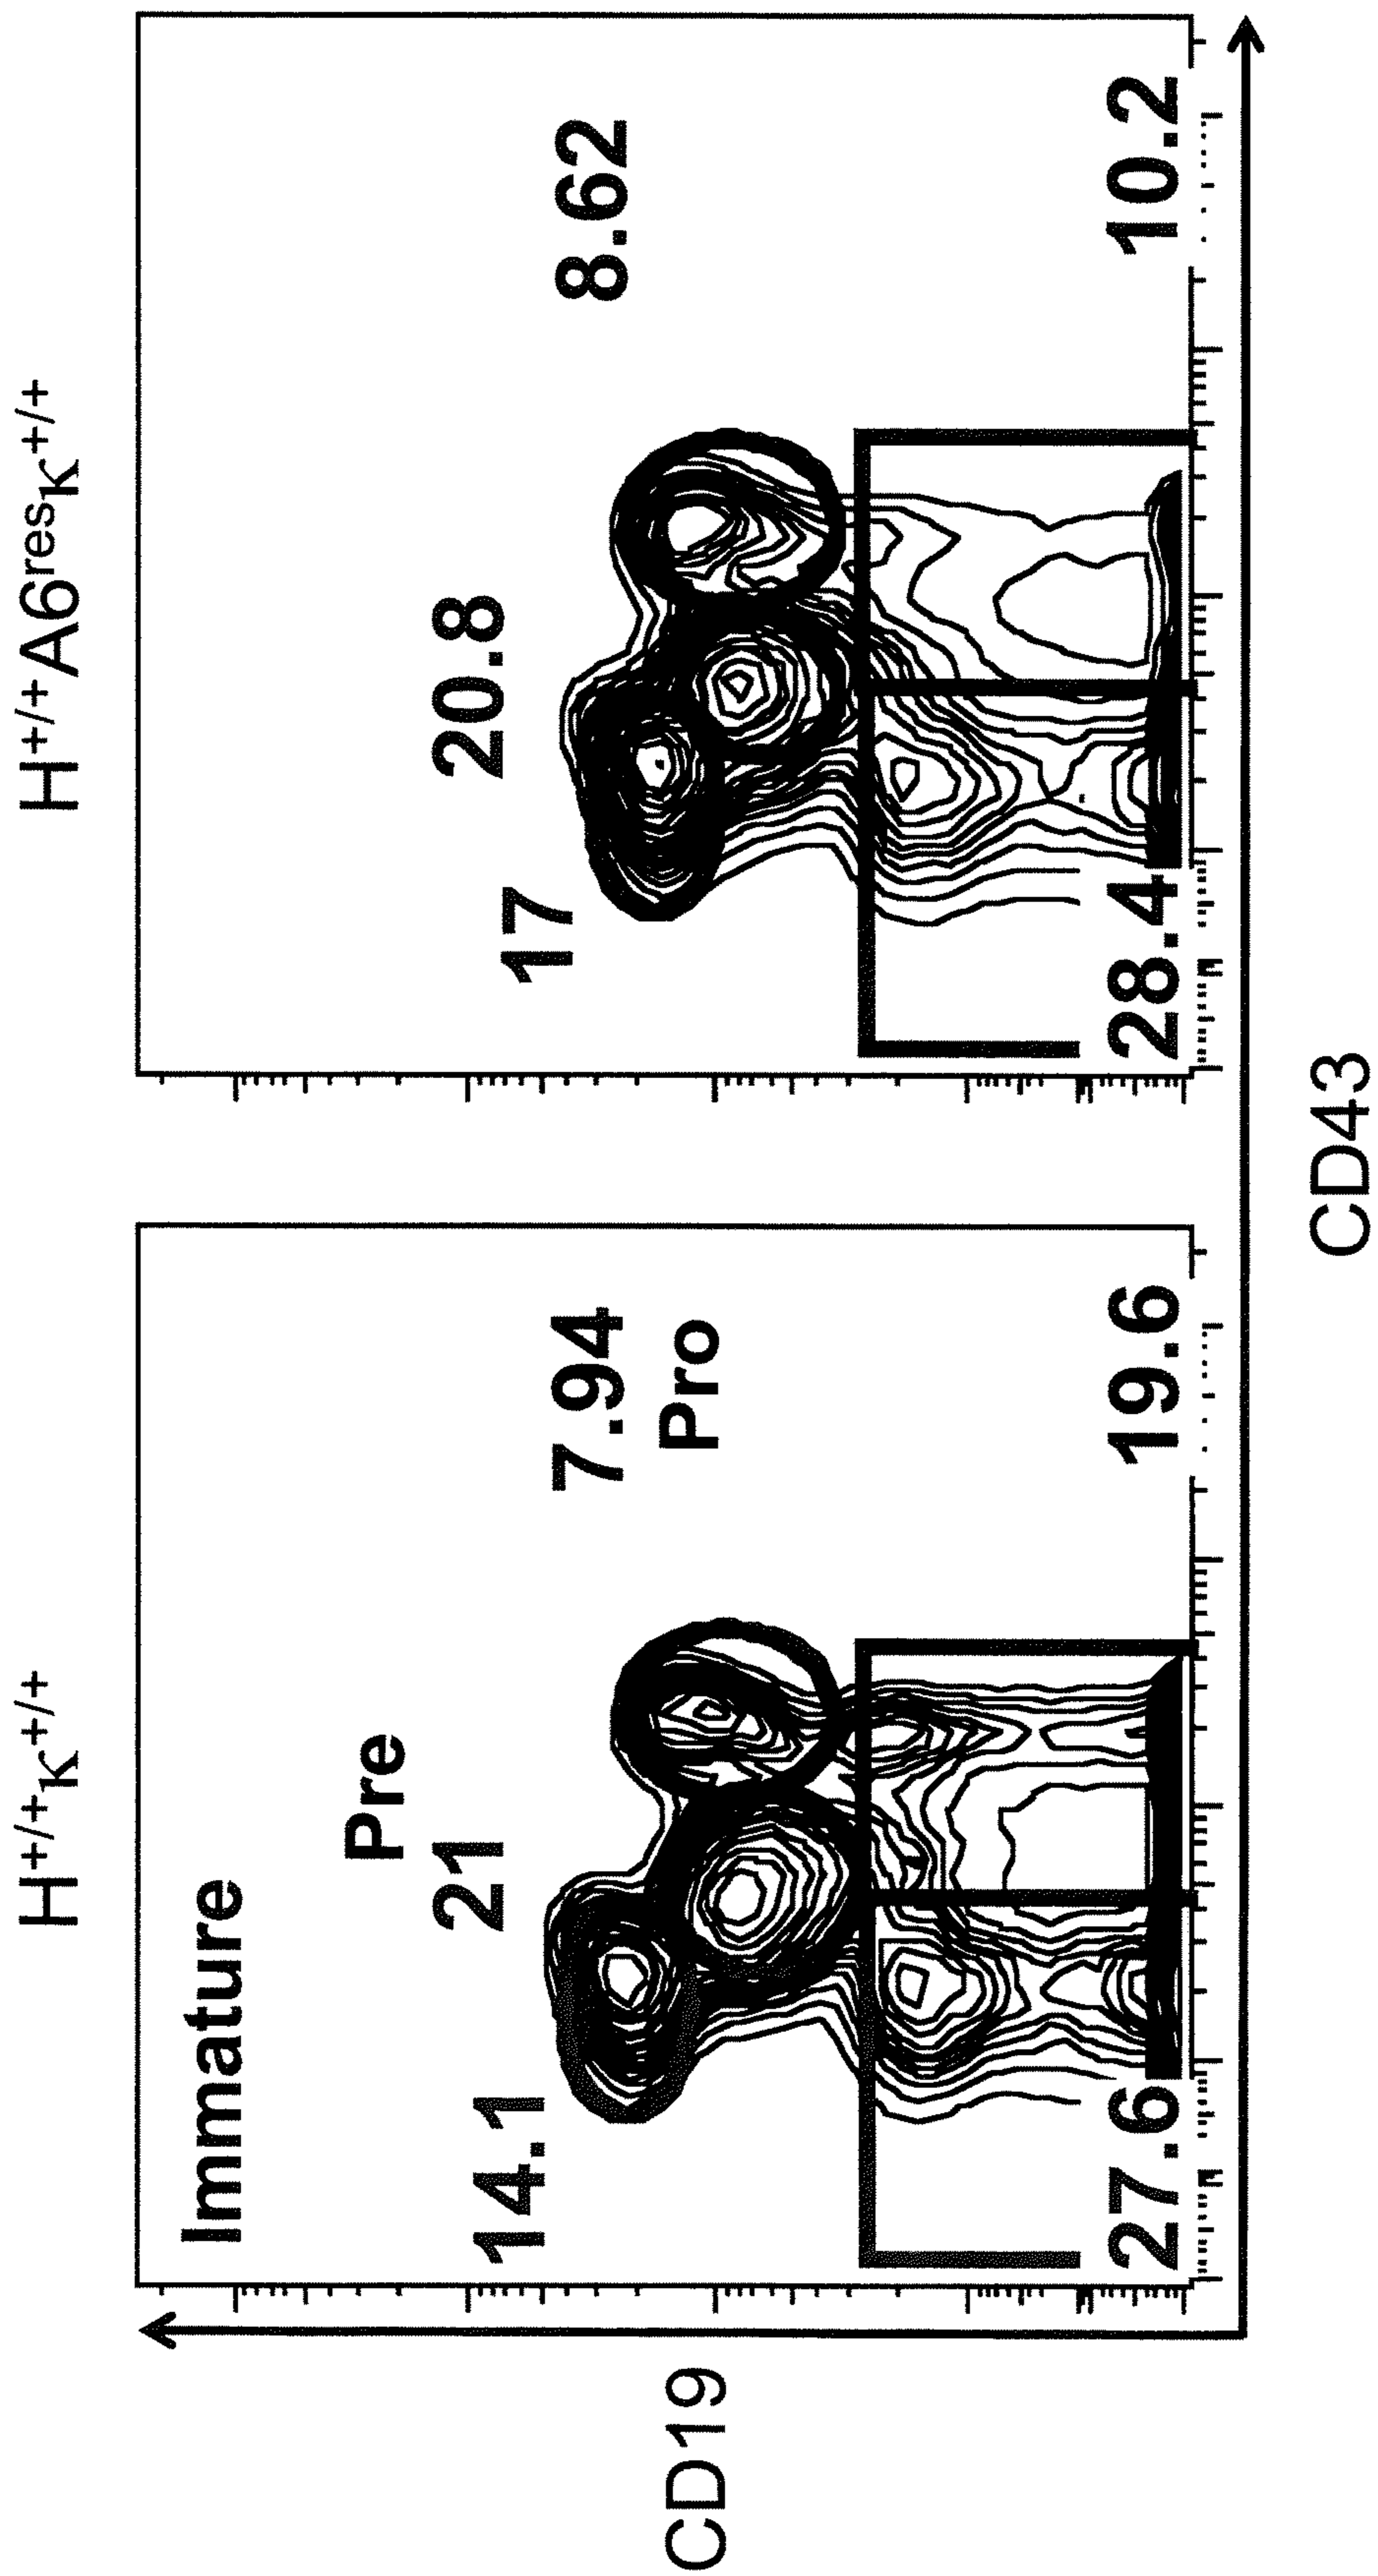 H+/+κ+/+
H+/+A6resκ+/+
Immature
Pre
14.1
21
7.94
Pro
27.6
19.6
17
20.8
8.62
28.4
10.2
CD19
CD43